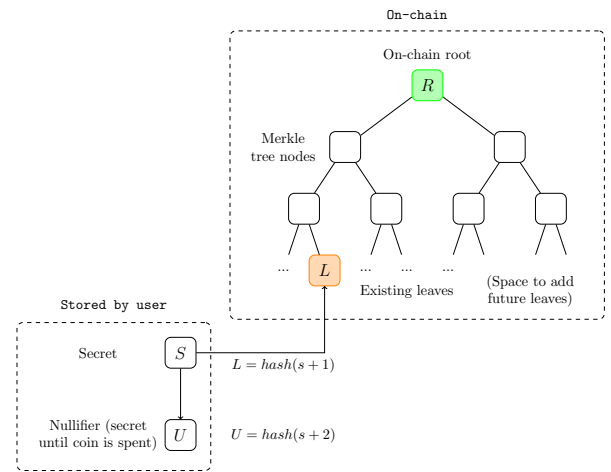 On-chain
On-chain root
R
Merkle
tree nodes
... L ... ... ...
Existing leaves
(Space to add
future leaves)
Stored by user
Secret
S
L = hash(s + 1)
Nullifier (secret
until coin is spent)
U
U = hash(s + 2)